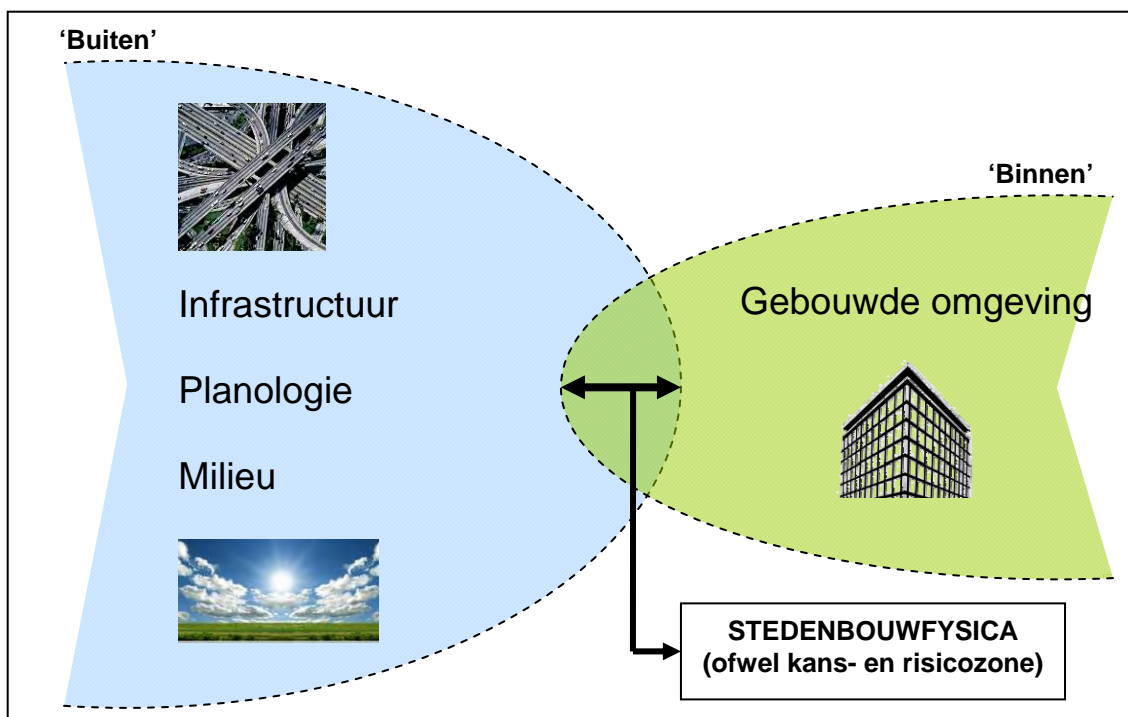 ‘Buiten’
‘Binnen’
Infrastructuur
Gebouwde omgeving
Planologie
Milieu
STEDENBOUWFYSICA
(ofwel kans- en risicozone)